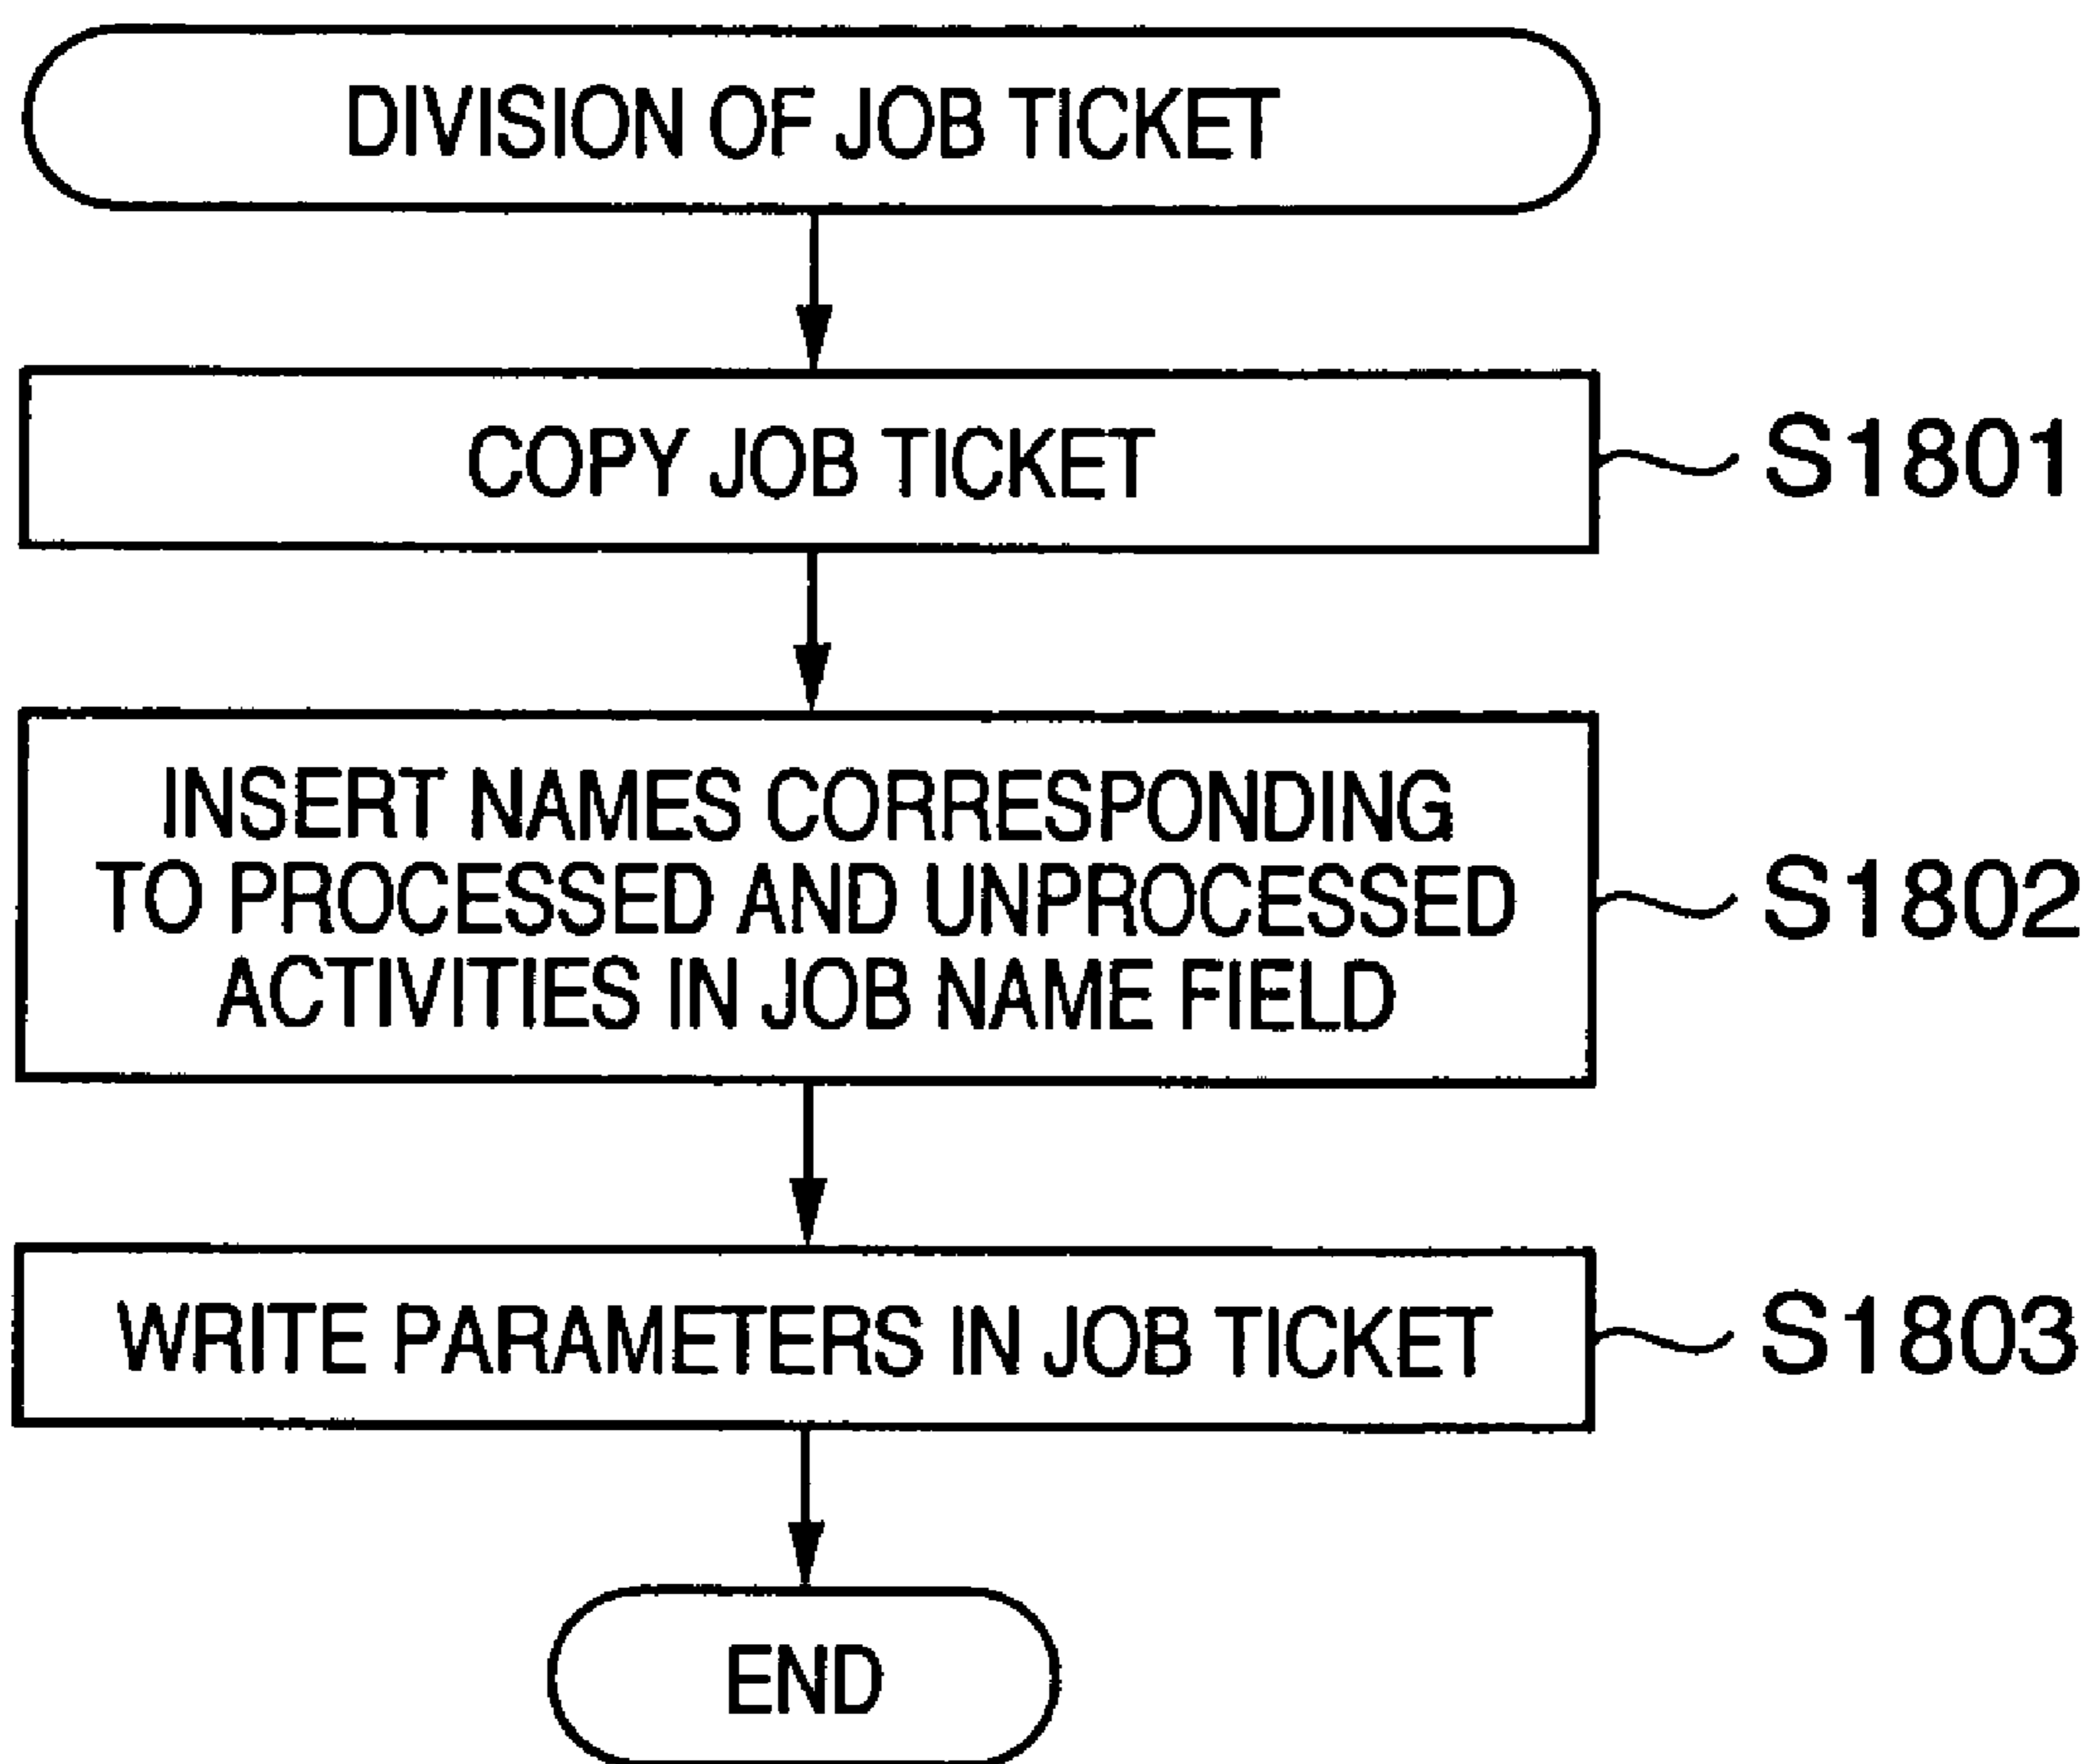 DIVISION OF JOB TICKET
COPY JOB TICKET
S1801
INSERT NAMES CORRESPONDING
TO PROCESSED AND UNPROCESSED
ACTIVITIES IN JOB NAME FIELD
S1802
WRITE PARAMETERS IN JOB TICKET
S1803
END